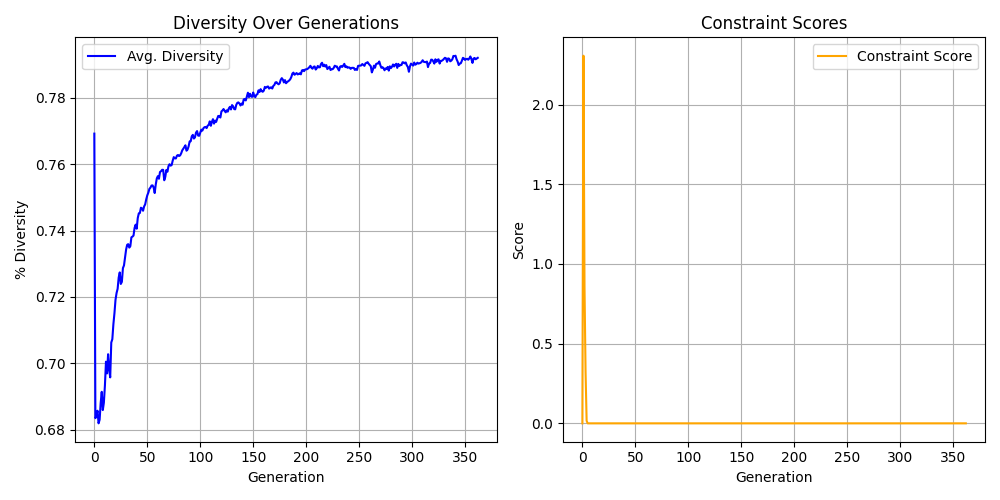 Diversity Over Generations
Avg. Diversity
% Diversity
0.78
0.76
0.74
0.72
0.70
0.68
0 50 100 150 200 250 300 350
Generation
Constraint Scores
Constraint Score
Score
2.0
1.5
1.0
0.5
0.0
0 50 100 150 200 250 300 350
Generation